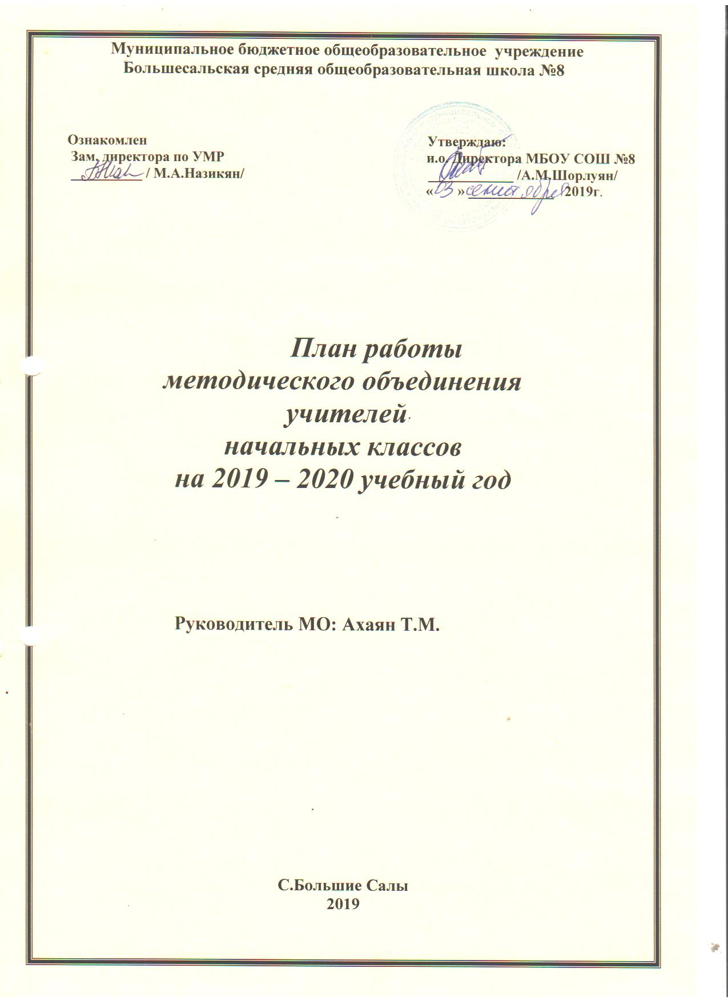 Муниципальное бюджетное общеобразовательное учреждение
Большесальская средняя общеобразовательная школа №8
Ознакомлен
Зам. директора по УМР
/ М.А.Назикян/
Утверждаю:
и.о. Директора МБОУ СОШ №8
/А.М.Шорлуян/
«03» сентября 2019г.
План работы
методического объединения
учителей
начальных классов
на 2019 – 2020 учебный год
Руководитель МО: Ахаян Т.М.
С.Большие Салы
2019